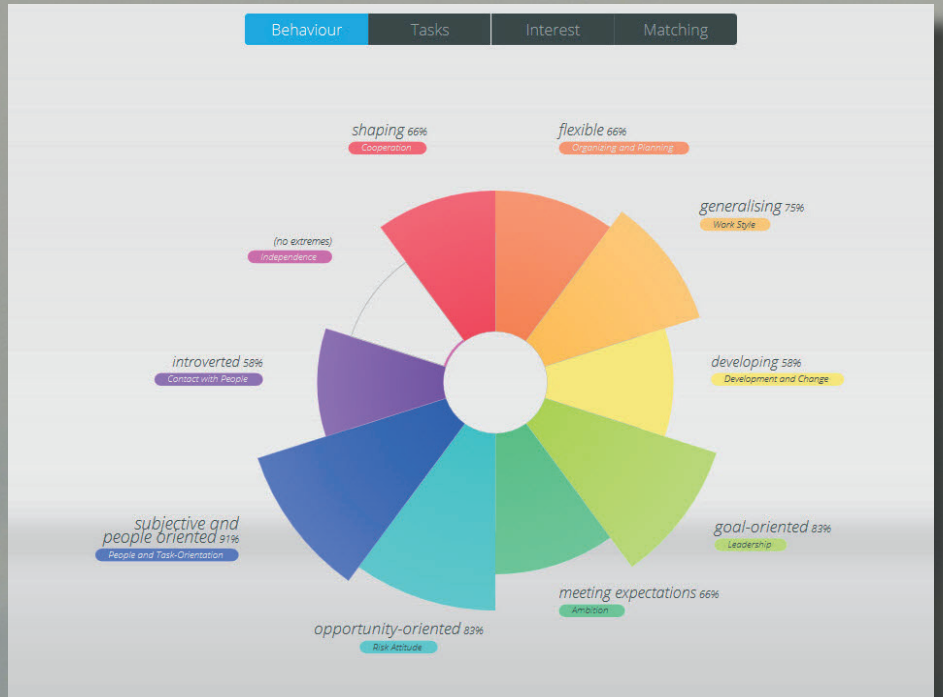 Behaviour
Tasks
Interest
Matching
shaping 66%
Cooperation
flexible 66%
Organizing and Planning
generalising 75%
Work Style
(no extremes)
Independence
introverted 58%
Contact with People
developing 58%
Development and Change
subjective and
people oriented 91%
People and Task-Orientation
goal-oriented 83%
Leadership
meeting expectations 66%
Ambition
opportunity-oriented 83%
Risk Attitude